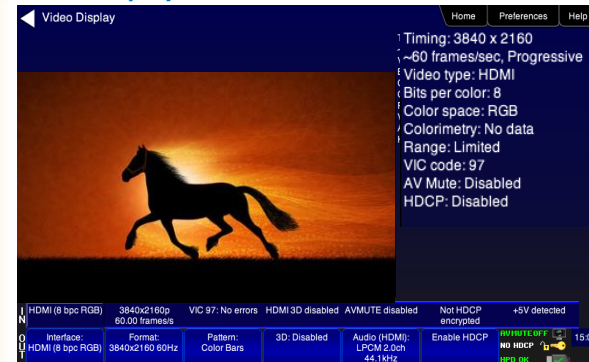 Video Display
Home
Preferences
Help
Timing: 3840 x 2160
~60 frames/sec, Progressive
Video type: HDMI
Bits per color: 8
Color space: RGB
Colorimetry: No data
Range: Limited
VIC code: 97
AV Mute: Disabled
HDCP: Disabled
IN
HDMI (8 bpc RGB)
3840x2160p
60.00 frames/s
VIC 97: No errors
HDMI 3D disabled
AVMUTE disabled
Not HDCP
encrypted
+5V detected
OUT
Interface:
HDMI (8 bpc RGB)
Format:
3840x2160 60Hz
Pattern:
Color Bars
3D: Disabled
Audio (HDMI):
LPCM 2.0ch
44.1kHz
Enable HDCP
AVMUTE OFF
NO HDCP
HPD OK